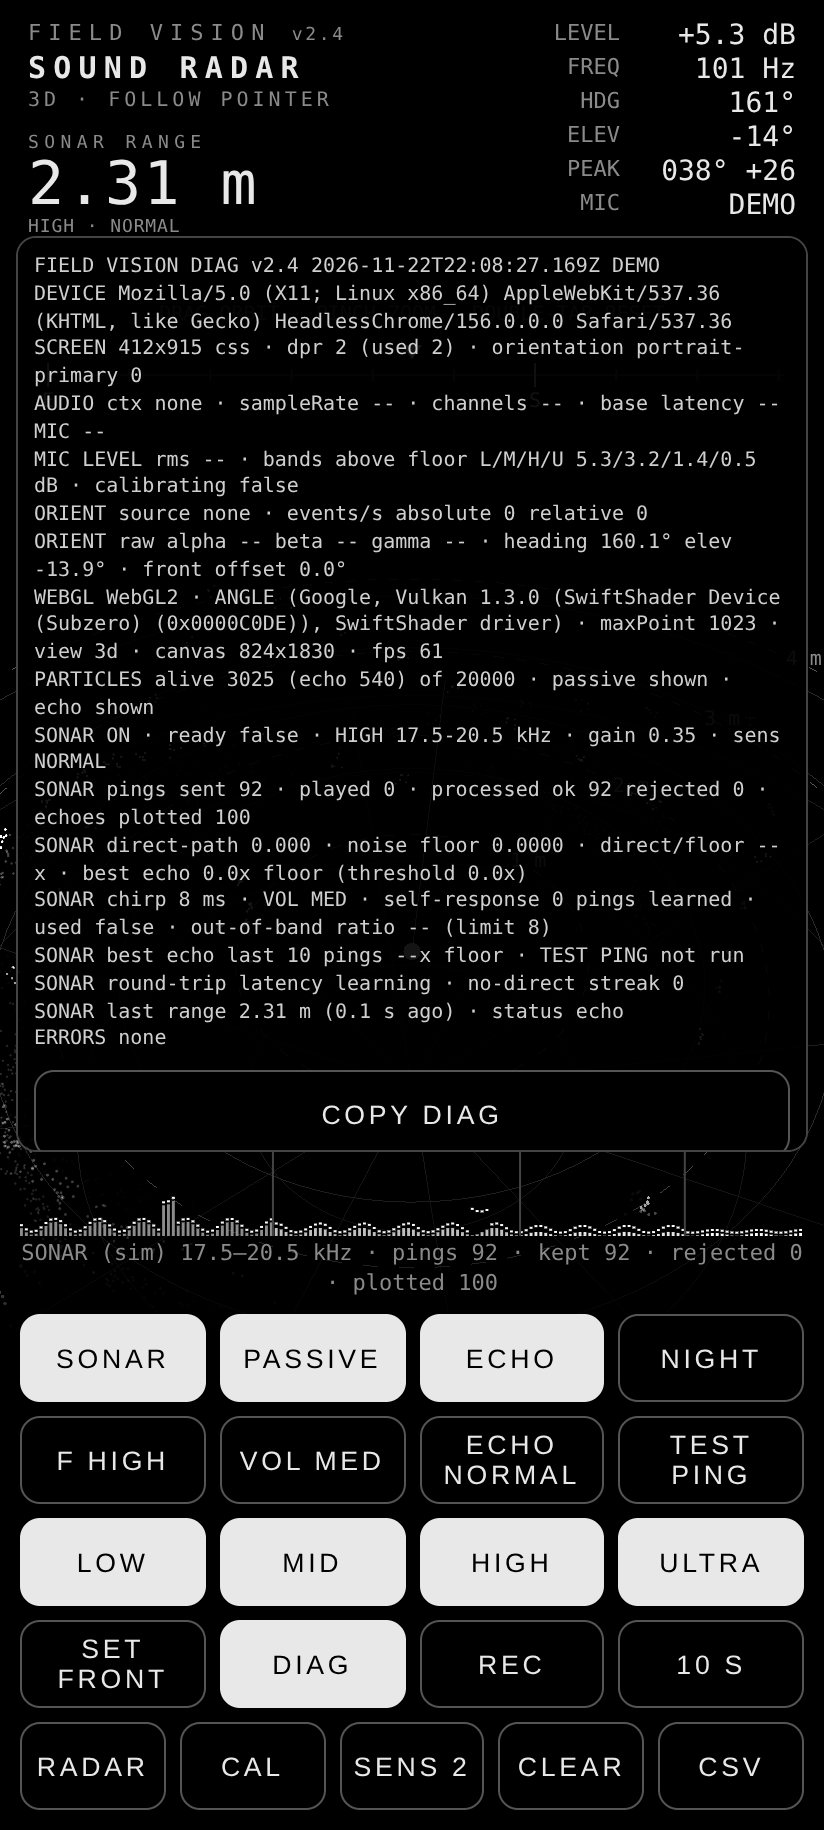 FIELD VISION v2.4
SOUND RADAR
3D · FOLLOW POINTER
SONAR RANGE
2.31 m
HIGH · NORMAL
LEVEL +5.3 dB
FREQ 101 Hz
HDG 161°
ELEV -14°
PEAK 038° +26
MIC DEMO
FIELD VISION DIAG v2.4 2026-11-22T22:08:27.169Z DEMO
DEVICE Mozilla/5.0 (X11; Linux x86_64) AppleWebKit/537.36
(KHTML, like Gecko) HeadlessChrome/156.0.0.0 Safari/537.36
SCREEN 412x915 css · dpr 2 (used 2) · orientation portrait-
primary 0
AUDIO ctx none · sampleRate -- · channels -- · base latency --
MIC --
MIC LEVEL rms -- · bands above floor L/M/H/U 5.3/3.2/1.4/0.5
dB · calibrating false
ORIENT source none · events/s absolute 0 relative 0
ORIENT raw alpha -- beta -- gamma -- · heading 160.1° elev
-13.9° · front offset 0.0°
WEBGL WebGL2 · ANGLE (Google, Vulkan 1.3.0 (SwiftShader Device
(Subzero) (0x0000C0DE)), SwiftShader driver) · maxPoint 1023 ·
view 3d · canvas 824x1830 · fps 61
PARTICLES alive 3025 (echo 540) of 20000 · passive shown ·
echo shown
SONAR ON · ready false · HIGH 17.5-20.5 kHz · gain 0.35 · sens
NORMAL
SONAR pings sent 92 · played 0 · processed ok 92 rejected 0 ·
echoes plotted 100
SONAR direct-path 0.000 · noise floor 0.0000 · direct/floor --
x · best echo 0.0x floor (threshold 0.0x)
SONAR chirp 8 ms · VOL MED · self-response 0 pings learned ·
used false · out-of-band ratio -- (limit 8)
SONAR best echo last 10 pings --x floor · TEST PING not run
SONAR round-trip latency learning · no-direct streak 0
SONAR last range 2.31 m (0.1 s ago) · status echo
ERRORS none
4 m
3 m
S
COPY DIAG
SONAR (sim) 17.5–20.5 kHz · pings 92 · kept 92 · rejected 0
· plotted 100
SONAR
PASSIVE
ECHO
NIGHT
F HIGH
VOL MED
ECHO
NORMAL
TEST
PING
LOW
MID
HIGH
ULTRA
SET
FRONT
DIAG
REC
10 S
RADAR
CAL
SENS 2
CLEAR
CSV